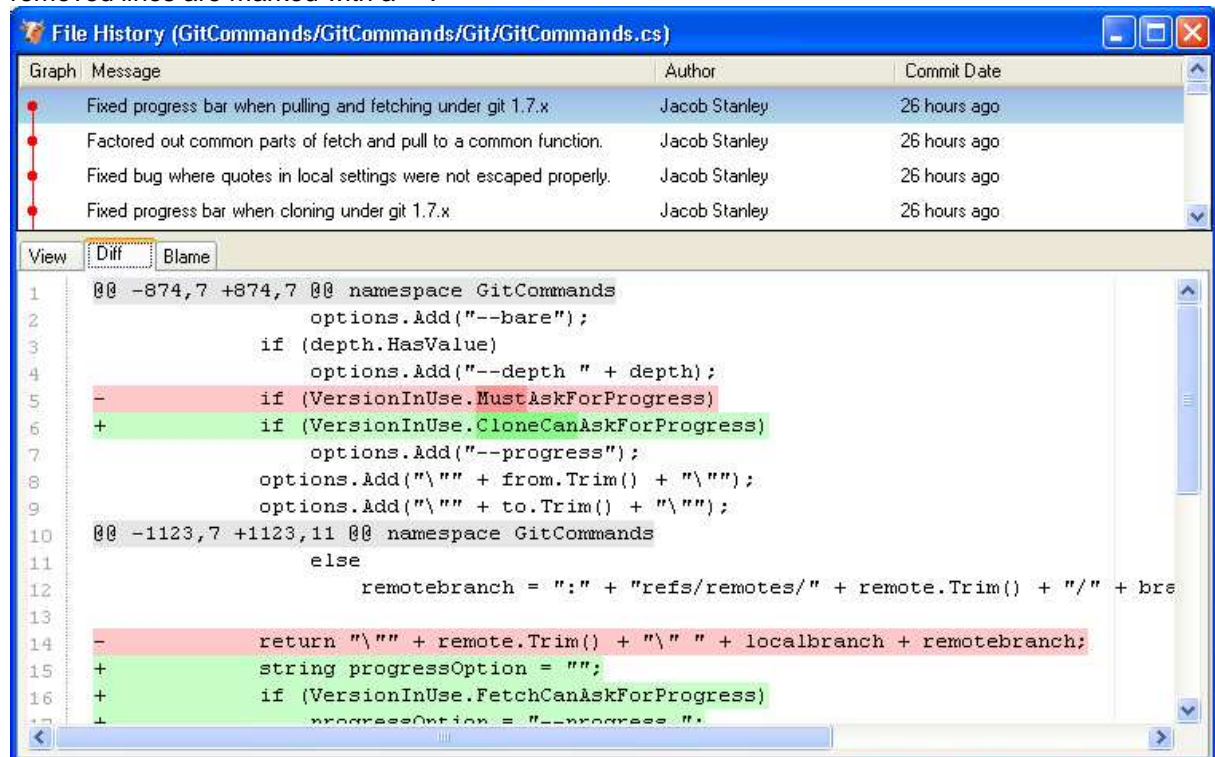 removed lines are marked with a
File History (GitCommands/GitCommands/Git/GitCommands.cs)
Graph Message Author Commit Date
Fixed progress bar when pulling and fetching under git 1.7.x Jacob Stanley 26 hours ago
Factored out common parts of fetch and pull to a common function. Jacob Stanley 26 hours ago
Fixed bug where quotes in local settings were not escaped properly. Jacob Stanley 26 hours ago
Fixed progress bar when cloning under git 1.7.x Jacob Stanley 26 hours ago
View Diff Blame
1 @@ -874,7 +874,7 @@ namespace GitCommands
2 options.Add("--bare");
3 if (depth.HasValue)
4 options.Add("--depth " + depth);
5 - if (VersionInUse.MustAskForProgress)
6 + if (VersionInUse.CloneCanAskForProgress)
7 options.Add("--progress");
8 options.Add("\"" + from.Trim() + "\"");
9 options.Add("\"" + to.Trim() + "\"");
10 @@ -1123,7 +1123,11 @@ namespace GitCommands
11 else
12 remotebranch = ":" + "refs/remotes/" + remote.Trim() + "/" + bra
13
14 - return "\"" + remote.Trim() + "\" " + localbranch + remotebranch;
15 + string progressOption = "";
16 + if (VersionInUse.FetchCanAskForProgress)
17 + progressOption = "--progress ";